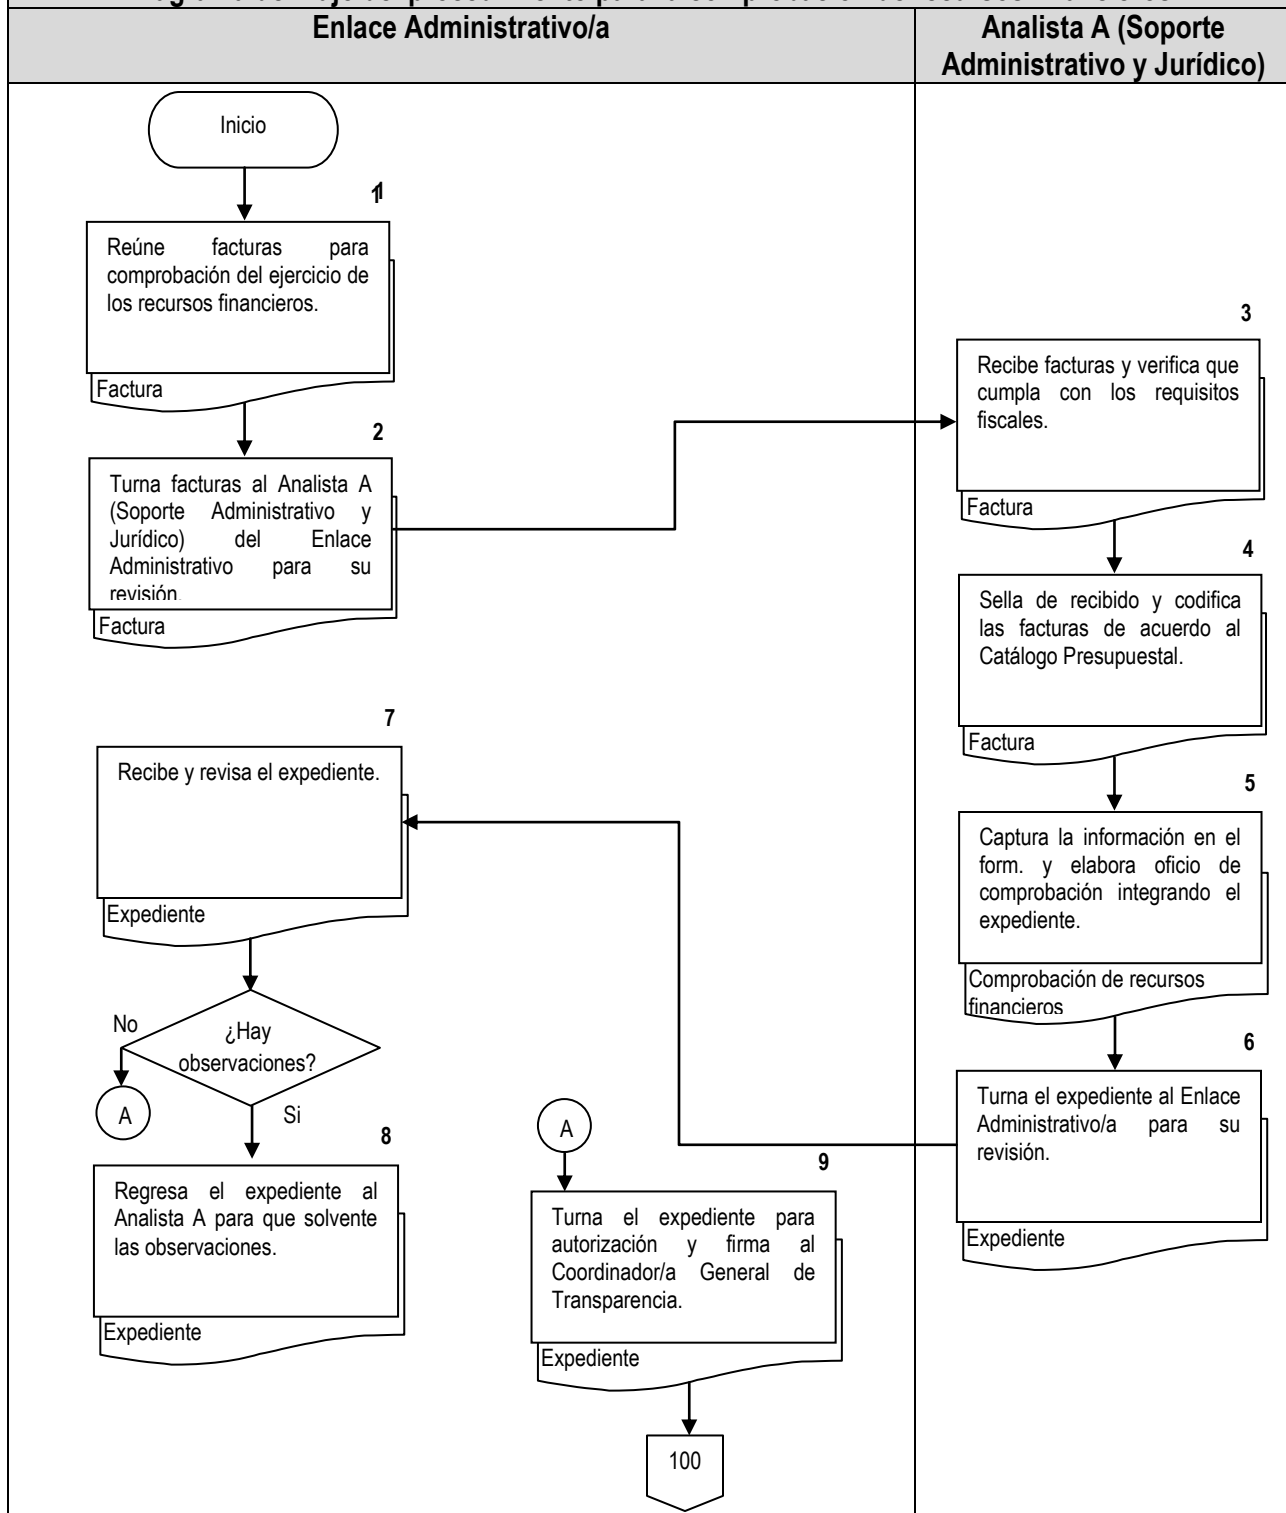 Enlace Administrativo/a
Analista A (Soporte
Administrativo y Jurídico)
Inicio
1
Reúne facturas para
comprobación del ejercicio de
los recursos financieros.
Factura
2
Turna facturas al Analista A
(Soporte Administrativo y
Jurídico) del Enlace
Administrativo para su
revisión.
Factura
3
Recibe facturas y verifica que
cumpla con los requisitos
fiscales.
Factura
4
Sella de recibido y codifica
las facturas de acuerdo al
Catálogo Presupuestal.
Factura
5
Captura la información en el
form. y elabora oficio de
comprobación integrando el
expediente.
Comprobación de recursos
financieros
6
Turna el expediente al Enlace
Administrativo/a para su
revisión.
Expediente
7
Recibe y revisa el expediente.
Expediente
¿Hay
observaciones?
No
A
Si
8
Regresa el expediente al
Analista A para que solvente
las observaciones.
Expediente
A
9
Turna el expediente para
autorización y firma al
Coordinador/a General de
Transparencia.
Expediente
100